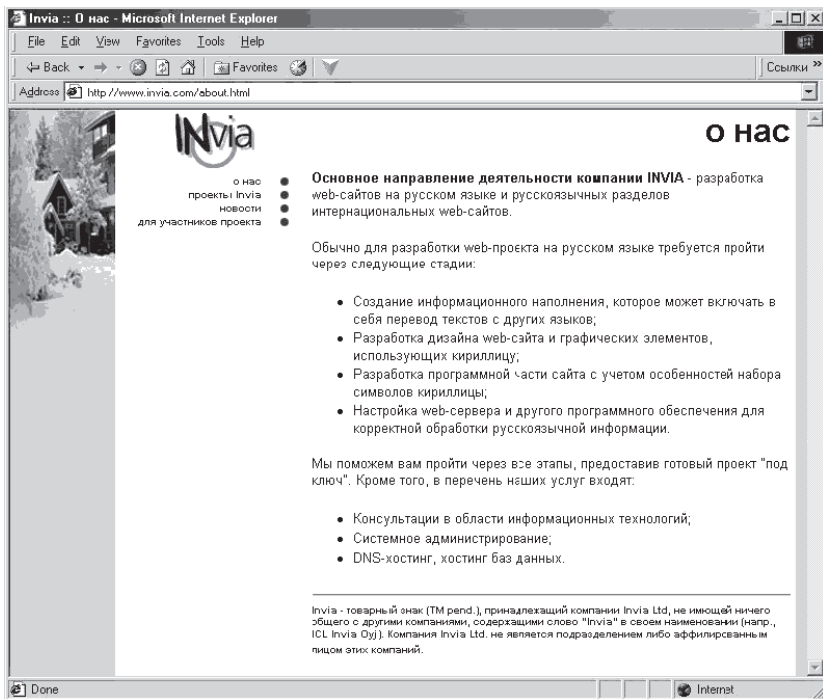 Invia :: О нас - Microsoft Internet Explorer
File Edit View Favorites Tools Help
Back Favorites Ссылки »
Address http://www.invia.com/about.html
INvia
о нас
о нас
проекты Invia
новости
для участников проекта
Основное направление деятельности компании INVIA - разработка
web-сайтов на русском языке и русскоязычных разделов
интернациональных web-сайтов.
Обычно для разработки web-проекта на русском языке требуется пройти
через следующие стадии:
• Создание информационного наполнения, которое может включать в
себя перевод текстов с других языков;
• Разработка дизайна web-сайта и графических элементов,
использующих кириллицу;
• Разработка программной части сайта с учетом особенностей набора
символов кириллицы;
• Настройка web-сервера и другого программного обеспечения для
корректной обработки русскоязычной информации.
Мы поможем вам пройти через все этапы, предоставив готовый проект "под
ключ". Кроме того, в перечень наших услуг входят:
• Консультации в области информационных технологий;
• Системное администрирование;
• DNS-хостинг, хостинг баз данных.
Invia - товарный знак (TM pend.), принадлежащий компании Invia Ltd, не имющей ничего
общего с другими компаниями, содержащими слово "Invia" в своем наименовании (напр.,
ICL Invia Oyj). Компания Invia Ltd. не является подразделением либо аффилированным
лицом этих компаний.
Done Internet